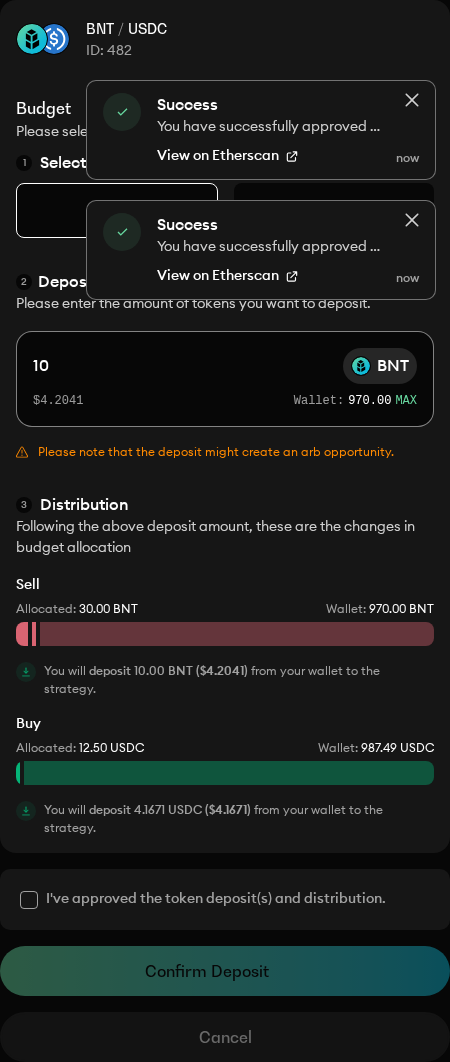 BNT / USDC
ID: 482
Budget
Please sele
Success
You have successfully approved ...
View on Etherscan
now
1 Select
Success
You have successfully approved ...
View on Etherscan
now
2 Depos
Please enter the amount of tokens you want to deposit.
10 BNT
$4.2041 Wallet: 970.00 MAX
Please note that the deposit might create an arb opportunity.
3 Distribution
Following the above deposit amount, these are the changes in
budget allocation
Sell
Allocated: 30.00 BNT Wallet: 970.00 BNT
You will deposit 10.00 BNT ($4.2041) from your wallet to the
strategy.
Buy
Allocated: 12.50 USDC Wallet: 987.49 USDC
You will deposit 4.1671 USDC ($4.1671) from your wallet to the
strategy.
I've approved the token deposit(s) and distribution.
Confirm Deposit
Cancel